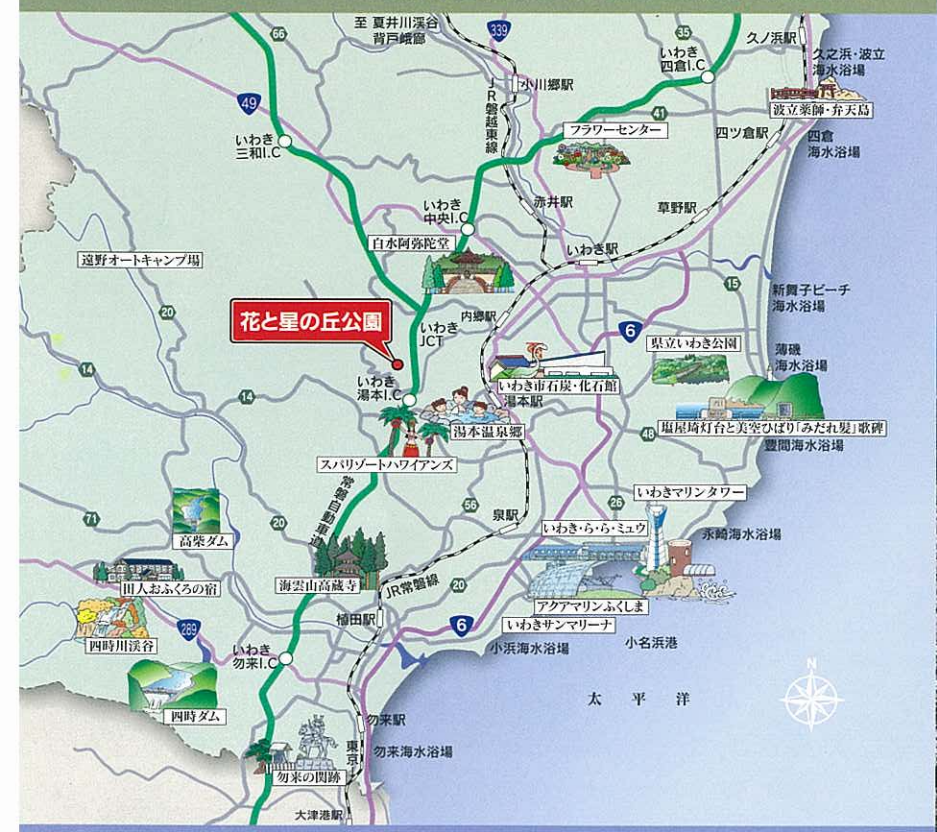 至 夏井川渓谷
背戸峨廊
339
66
35
いわき
四倉I.C
久ノ浜駅
久之浜・波立
海水浴場
小川郷駅
JR磐越東線
49
41
波立薬師・弁天島
いわき
三和I.C
フラワーセンター
四ツ倉駅
四倉
海水浴場
いわき
中央I.C
赤井駅
草野駅
白水阿弥陀堂
いわき駅
遠野オートキャンプ場
15
新舞子ビーチ
海水浴場
20
花と星の丘公園
内郷駅
いわき
JCT
6
県立いわき公園
薄磯
海水浴場
14
14
いわき
湯本I.C
いわき市石炭・化石館
湯本駅
湯本温泉郷
塩屋埼灯台と美空ひばり「みだれ髪」歌碑
48
豊間海水浴場
スパリゾートハワイアンズ
常磐自動車道
いわきマリンタワー
26
56
71
20
泉駅
いわき・ら・ら・ミュウ
永崎海水浴場
高柴ダム
田人おふくろの宿
海雲山高蔵寺
JR常磐線
20
アクアマリンふくしま
植田駅
6
いわきサンマリーナ
四時川渓谷
289
いわき
勿来I.C
小浜海水浴場
小名浜港
四時ダム
太平洋
N
勿来駅
東京
勿来海水浴場
勿来の関跡
大津港駅